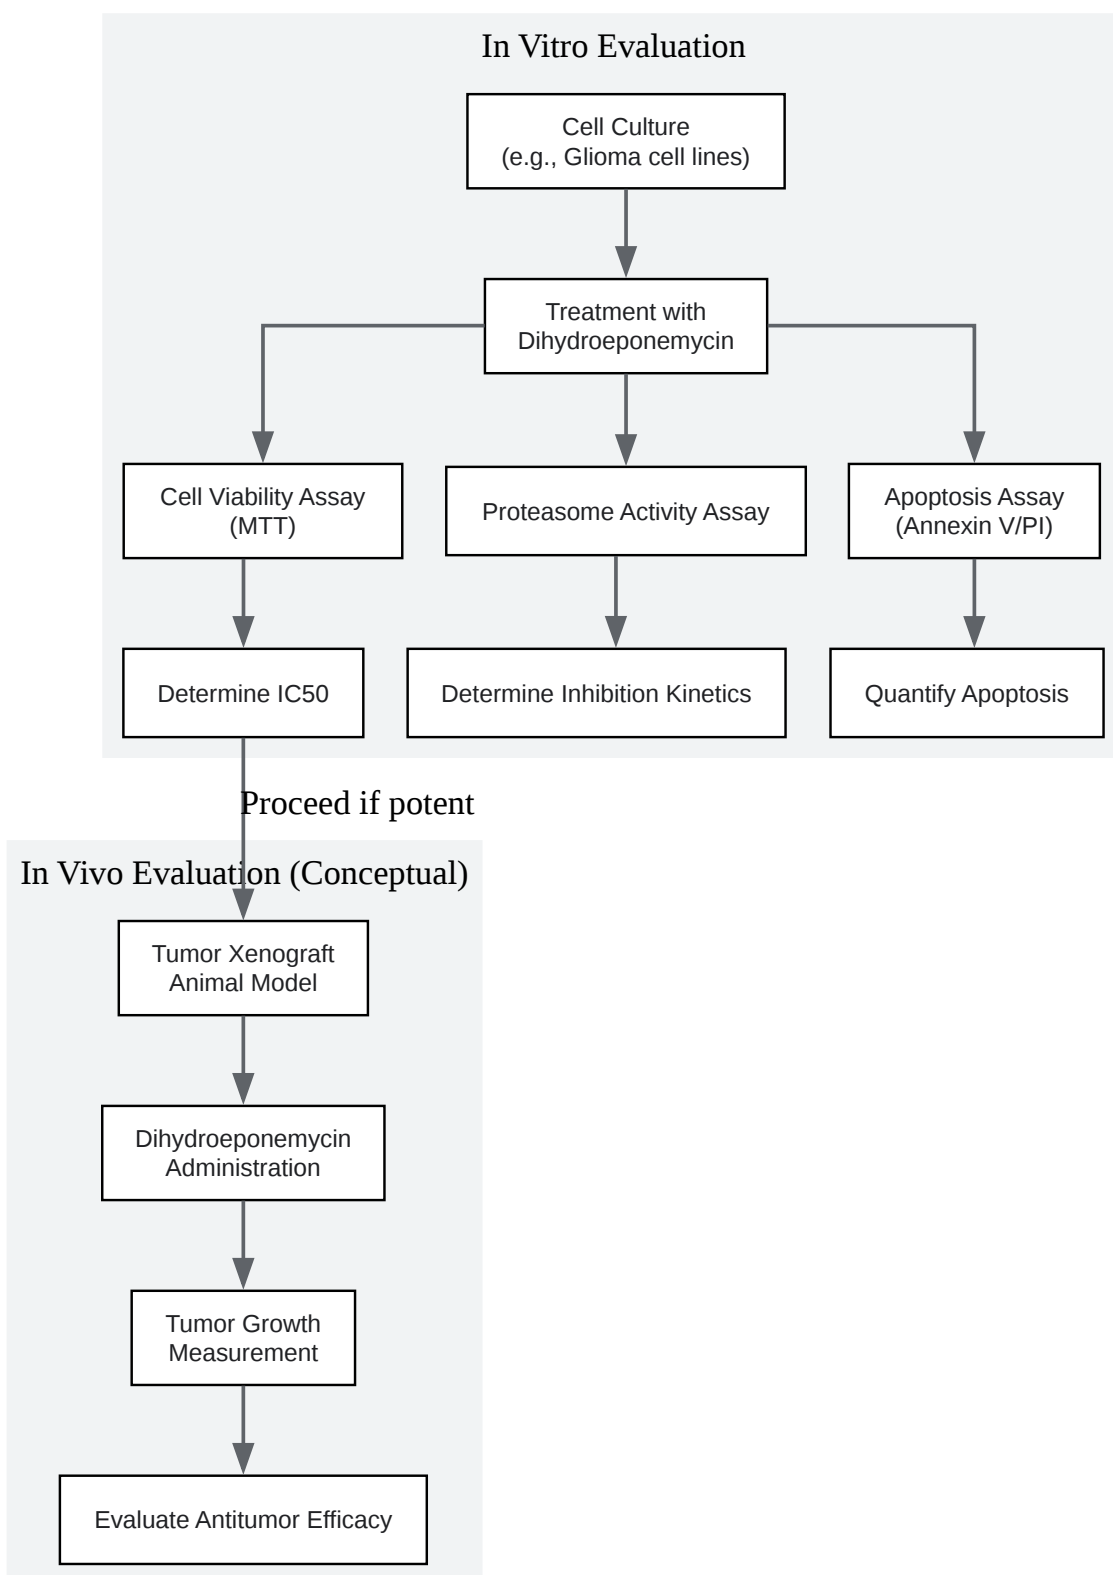 In Vitro Evaluation
Cell Culture
(e.g., Glioma cell lines)
Treatment with
Dihydroeponemycin
Cell Viability Assay
(MTT)
Proteasome Activity Assay
Apoptosis Assay
(Annexin V/PI)
Determine IC50
Determine Inhibition Kinetics
Quantify Apoptosis
Proceed if potent
In Vivo Evaluation (Conceptual)
Tumor Xenograft
Animal Model
Dihydroeponemycin
Administration
Tumor Growth
Measurement
Evaluate Antitumor Efficacy